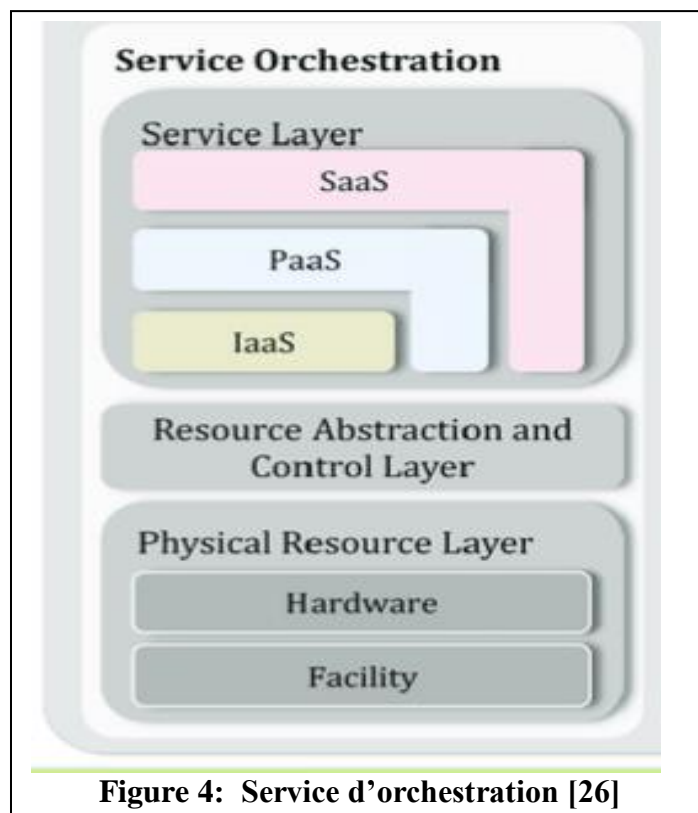 Service Orchestration
Service Layer
SaaS
PaaS
IaaS
Resource Abstraction and
Control Layer
Physical Resource Layer
Hardware
Facility
Figure 4: Service d’orchestration [26]